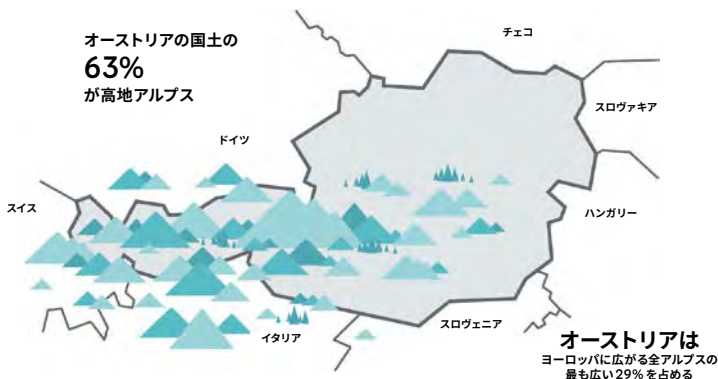 オーストリアの国土の
63%
が高地アルプス
チェコ
スロヴァキア
ドイツ
スイス
ハンガリー
スロヴェニア
イタリア
オーストリアは
ヨーロッパに広がる全アルプスの
最も広い29%を占める